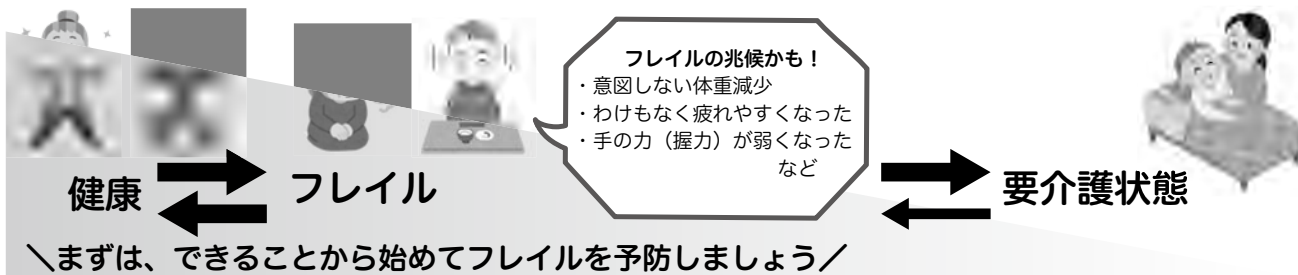 フレイルの兆候かも！
・意図しない体重減少
・わけもなく疲れやすくなった
・手の力（握力）が弱くなった
など
健康
フレイル
要介護状態
＼まずは、できることから始めてフレイルを予防しましょう／